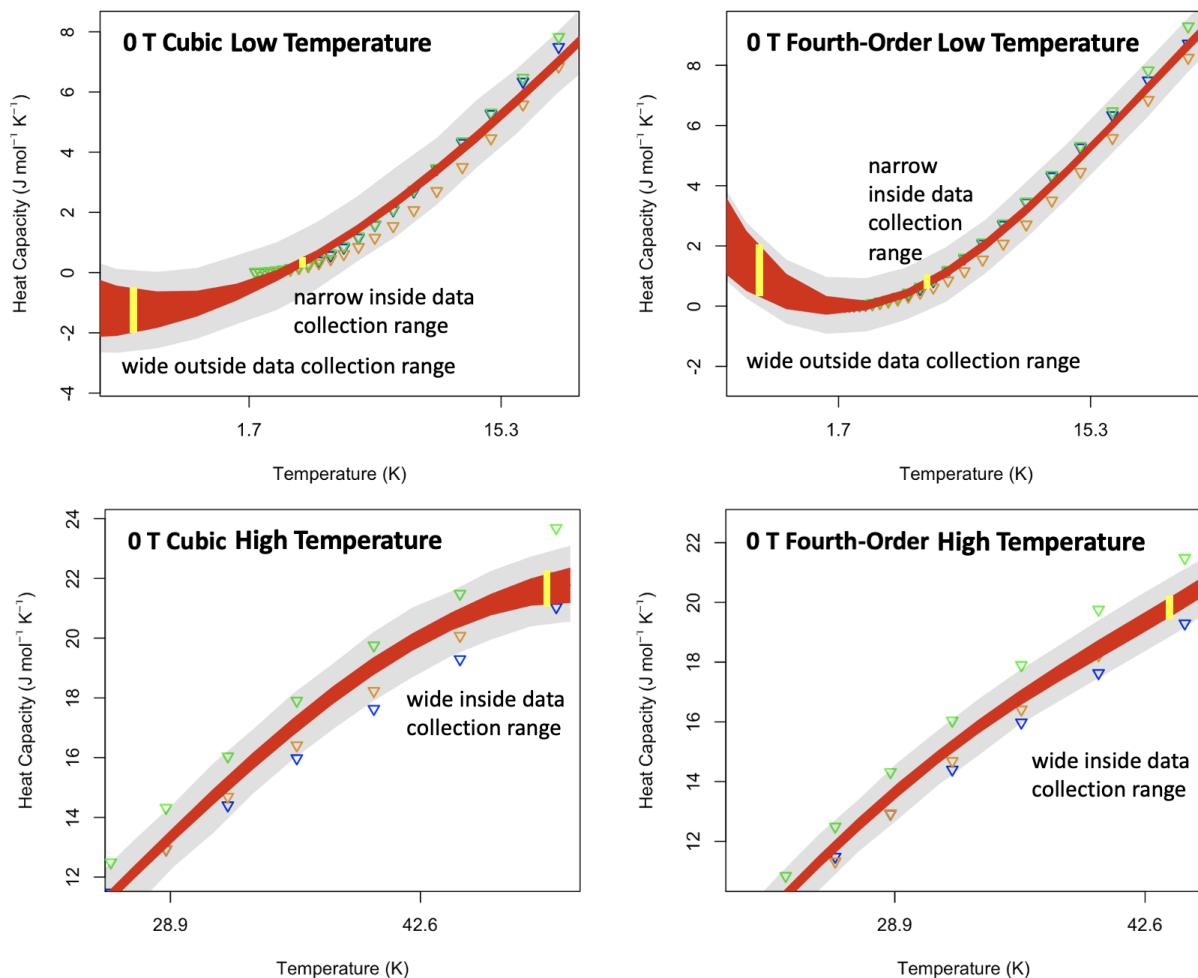 0 T Cubic Low Temperature
8
6
4
2
0
-2
-4
Heat Capacity (J mol⁻¹ K⁻¹)
narrow inside data
collection range
wide outside data collection range
1.7
15.3
Temperature (K)
0 T Fourth-Order Low Temperature
8
6
4
2
0
-2
Heat Capacity (J mol⁻¹ K⁻¹)
narrow
inside data
collection
range
wide outside data collection range
1.7
15.3
Temperature (K)
0 T Cubic High Temperature
24
22
20
18
16
14
12
Heat Capacity (J mol⁻¹ K⁻¹)
wide inside data
collection range
28.9
42.6
Temperature (K)
0 T Fourth-Order High Temperature
22
20
18
16
14
12
Heat Capacity (J mol⁻¹ K⁻¹)
wide inside data
collection range
28.9
42.6
Temperature (K)